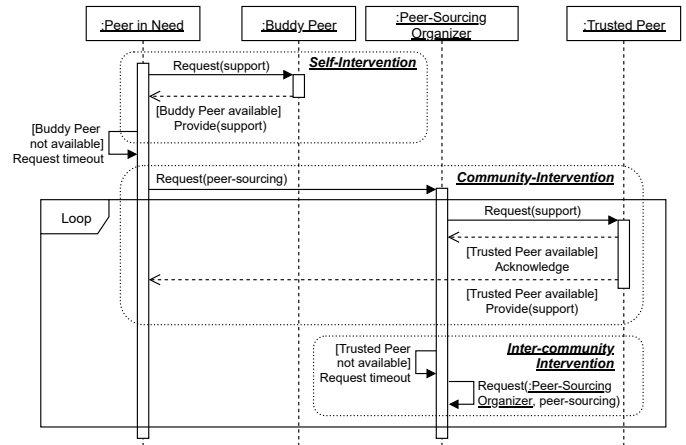 :Peer in Need
:Buddy Peer
:Peer-Sourcing
Organizer
:Trusted Peer
Request(support)
Self-Intervention
[Buddy Peer available]
Provide(support)
[Buddy Peer
not available]
Request timeout
Community-Intervention
Request(peer-sourcing)
Loop
Request(support)
[Trusted Peer available]
Acknowledge
[Trusted Peer available]
Provide(support)
[Trusted Peer
not available]
Request timeout
Inter-community
Intervention
Request(:Peer-Sourcing
Organizer, peer-sourcing)